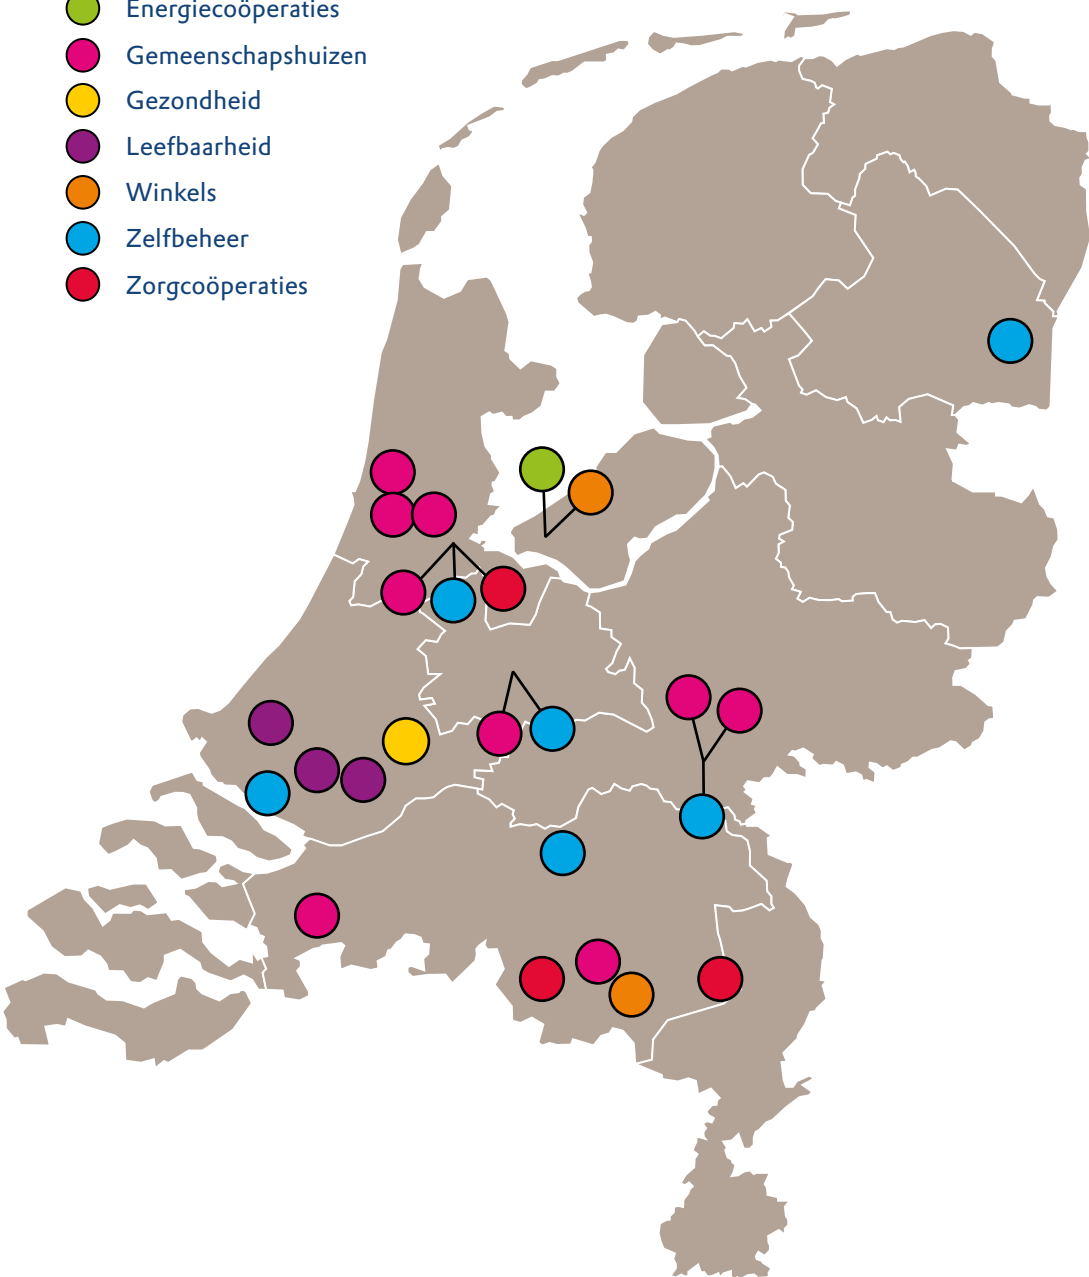 Energiecoöperaties
Gemeenschapshuizen
Gezondheid
Leefbaarheid
Winkels
Zelfbeheer
Zorgcoöperaties